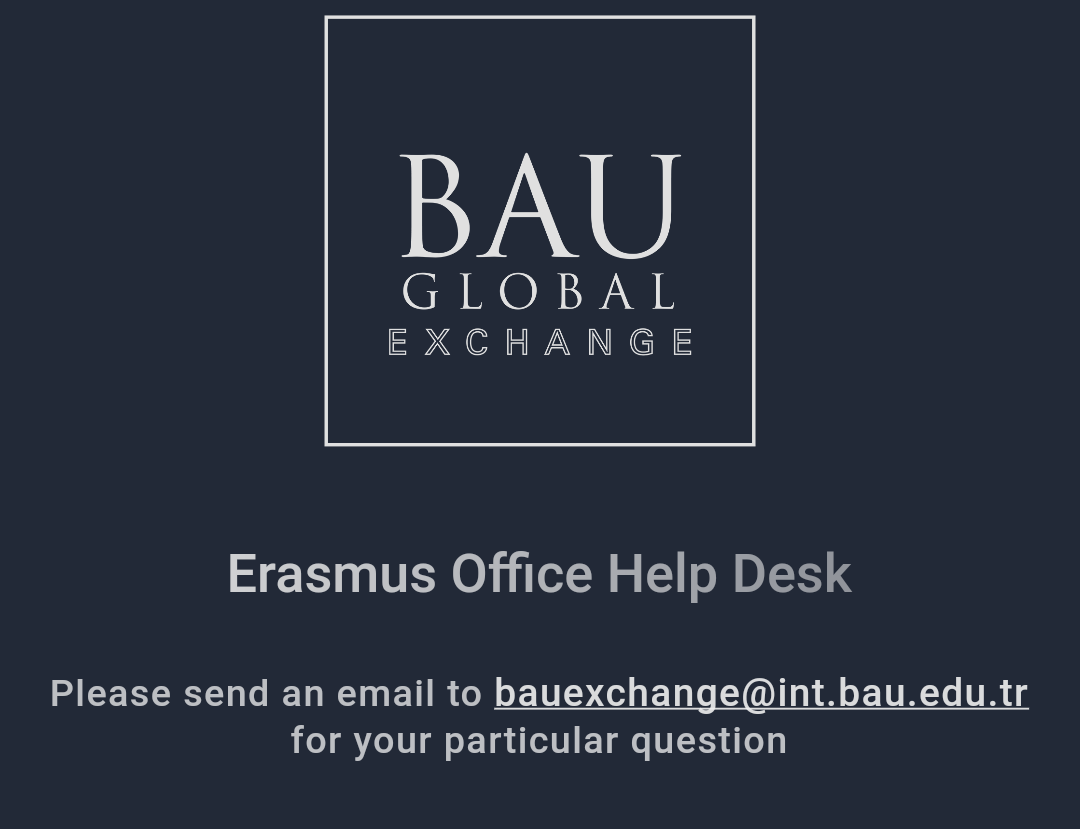 BAU
GLOBAL
EXCHANGE
Erasmus Office Help Desk
Please send an email to bauexchange@int.bau.edu.tr
for your particular question